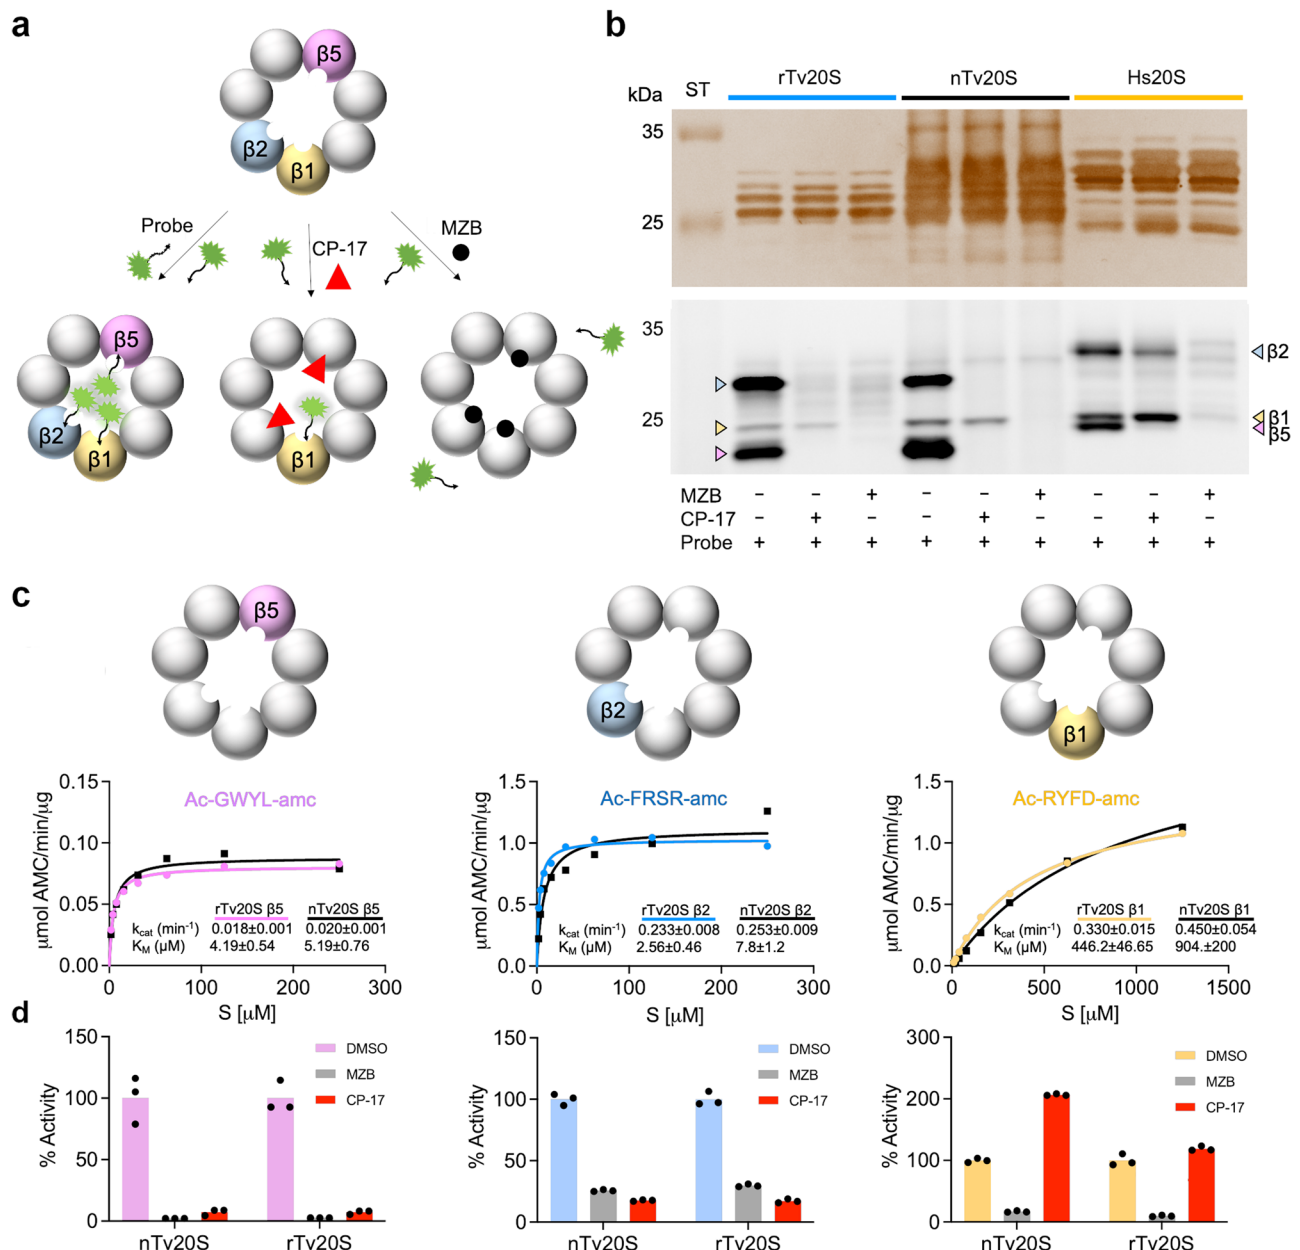 a
β5
β2
β1
Probe
CP-17
MZB
β5
β2
β1
β1
b
rTv20S nTv20S Hs20S
kDa ST
35
25
35
25
β2
β1
β5
MZB - - + - - + - - +
CP-17 - + - - + - - + -
Probe + + + + + + + + +
c
β5
β2
β1
Ac-GWYL-amc
µmol AMC/min/µg
0.15
0.10
0.05
0.00
rTv20S β5 nTv20S β5
kcat (min⁻¹) 0.018±0.001 0.020±0.001
KM (µM) 4.19±0.54 5.19±0.76
0 100 200 300
S [µM]
Ac-FRSR-amc
µmol AMC/min/µg
1.5
1.0
0.5
0.0
rTv20S β2 nTv20S β2
kcat (min⁻¹) 0.233±0.008 0.253±0.009
KM (µM) 2.56±0.46 7.8±1.2
0 100 200 300
S [µM]
Ac-RYFD-amc
µmol AMC/min/µg
1.5
1.0
0.5
0.0
rTv20S β1 nTv20S β1
kcat (min⁻¹) 0.330±0.015 0.450±0.054
KM (µM) 446.2±46.65 904.±200
0 500 1000 1500
S [µM]
d
% Activity
150
100
50
0
DMSO
MZB
CP-17
nTv20S rTv20S
% Activity
150
100
50
0
DMSO
MZB
CP-17
nTv20S rTv20S
% Activity
300
200
100
0
DMSO
MZB
CP-17
nTv20S rTv20S